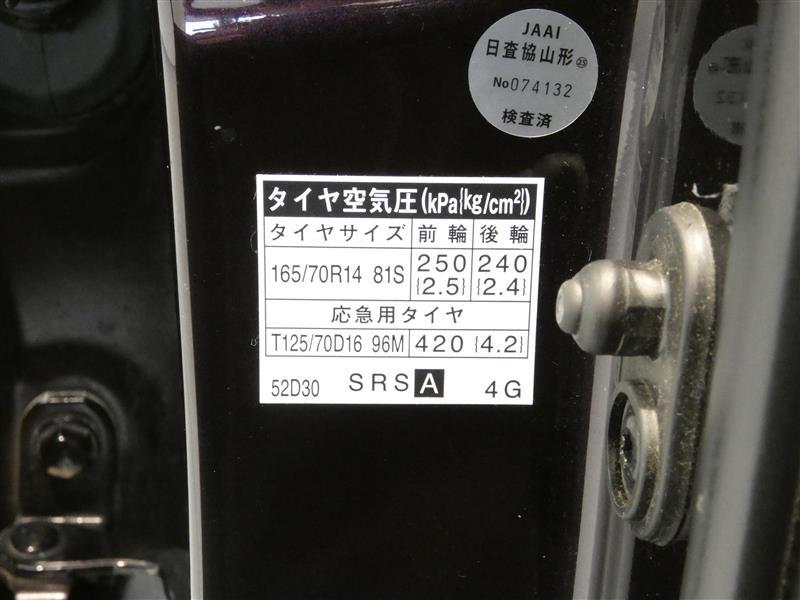 JAAI
日査協山形㉕
No074132
検査済
タイヤ空気圧(kPa{kg/cm²})
タイヤサイズ 前輪 後輪
165/70R14 81S 250 240
{2.5} {2.4}
応急用タイヤ
T125/70D16 96M 420 {4.2}
52D30 SRS A 4G